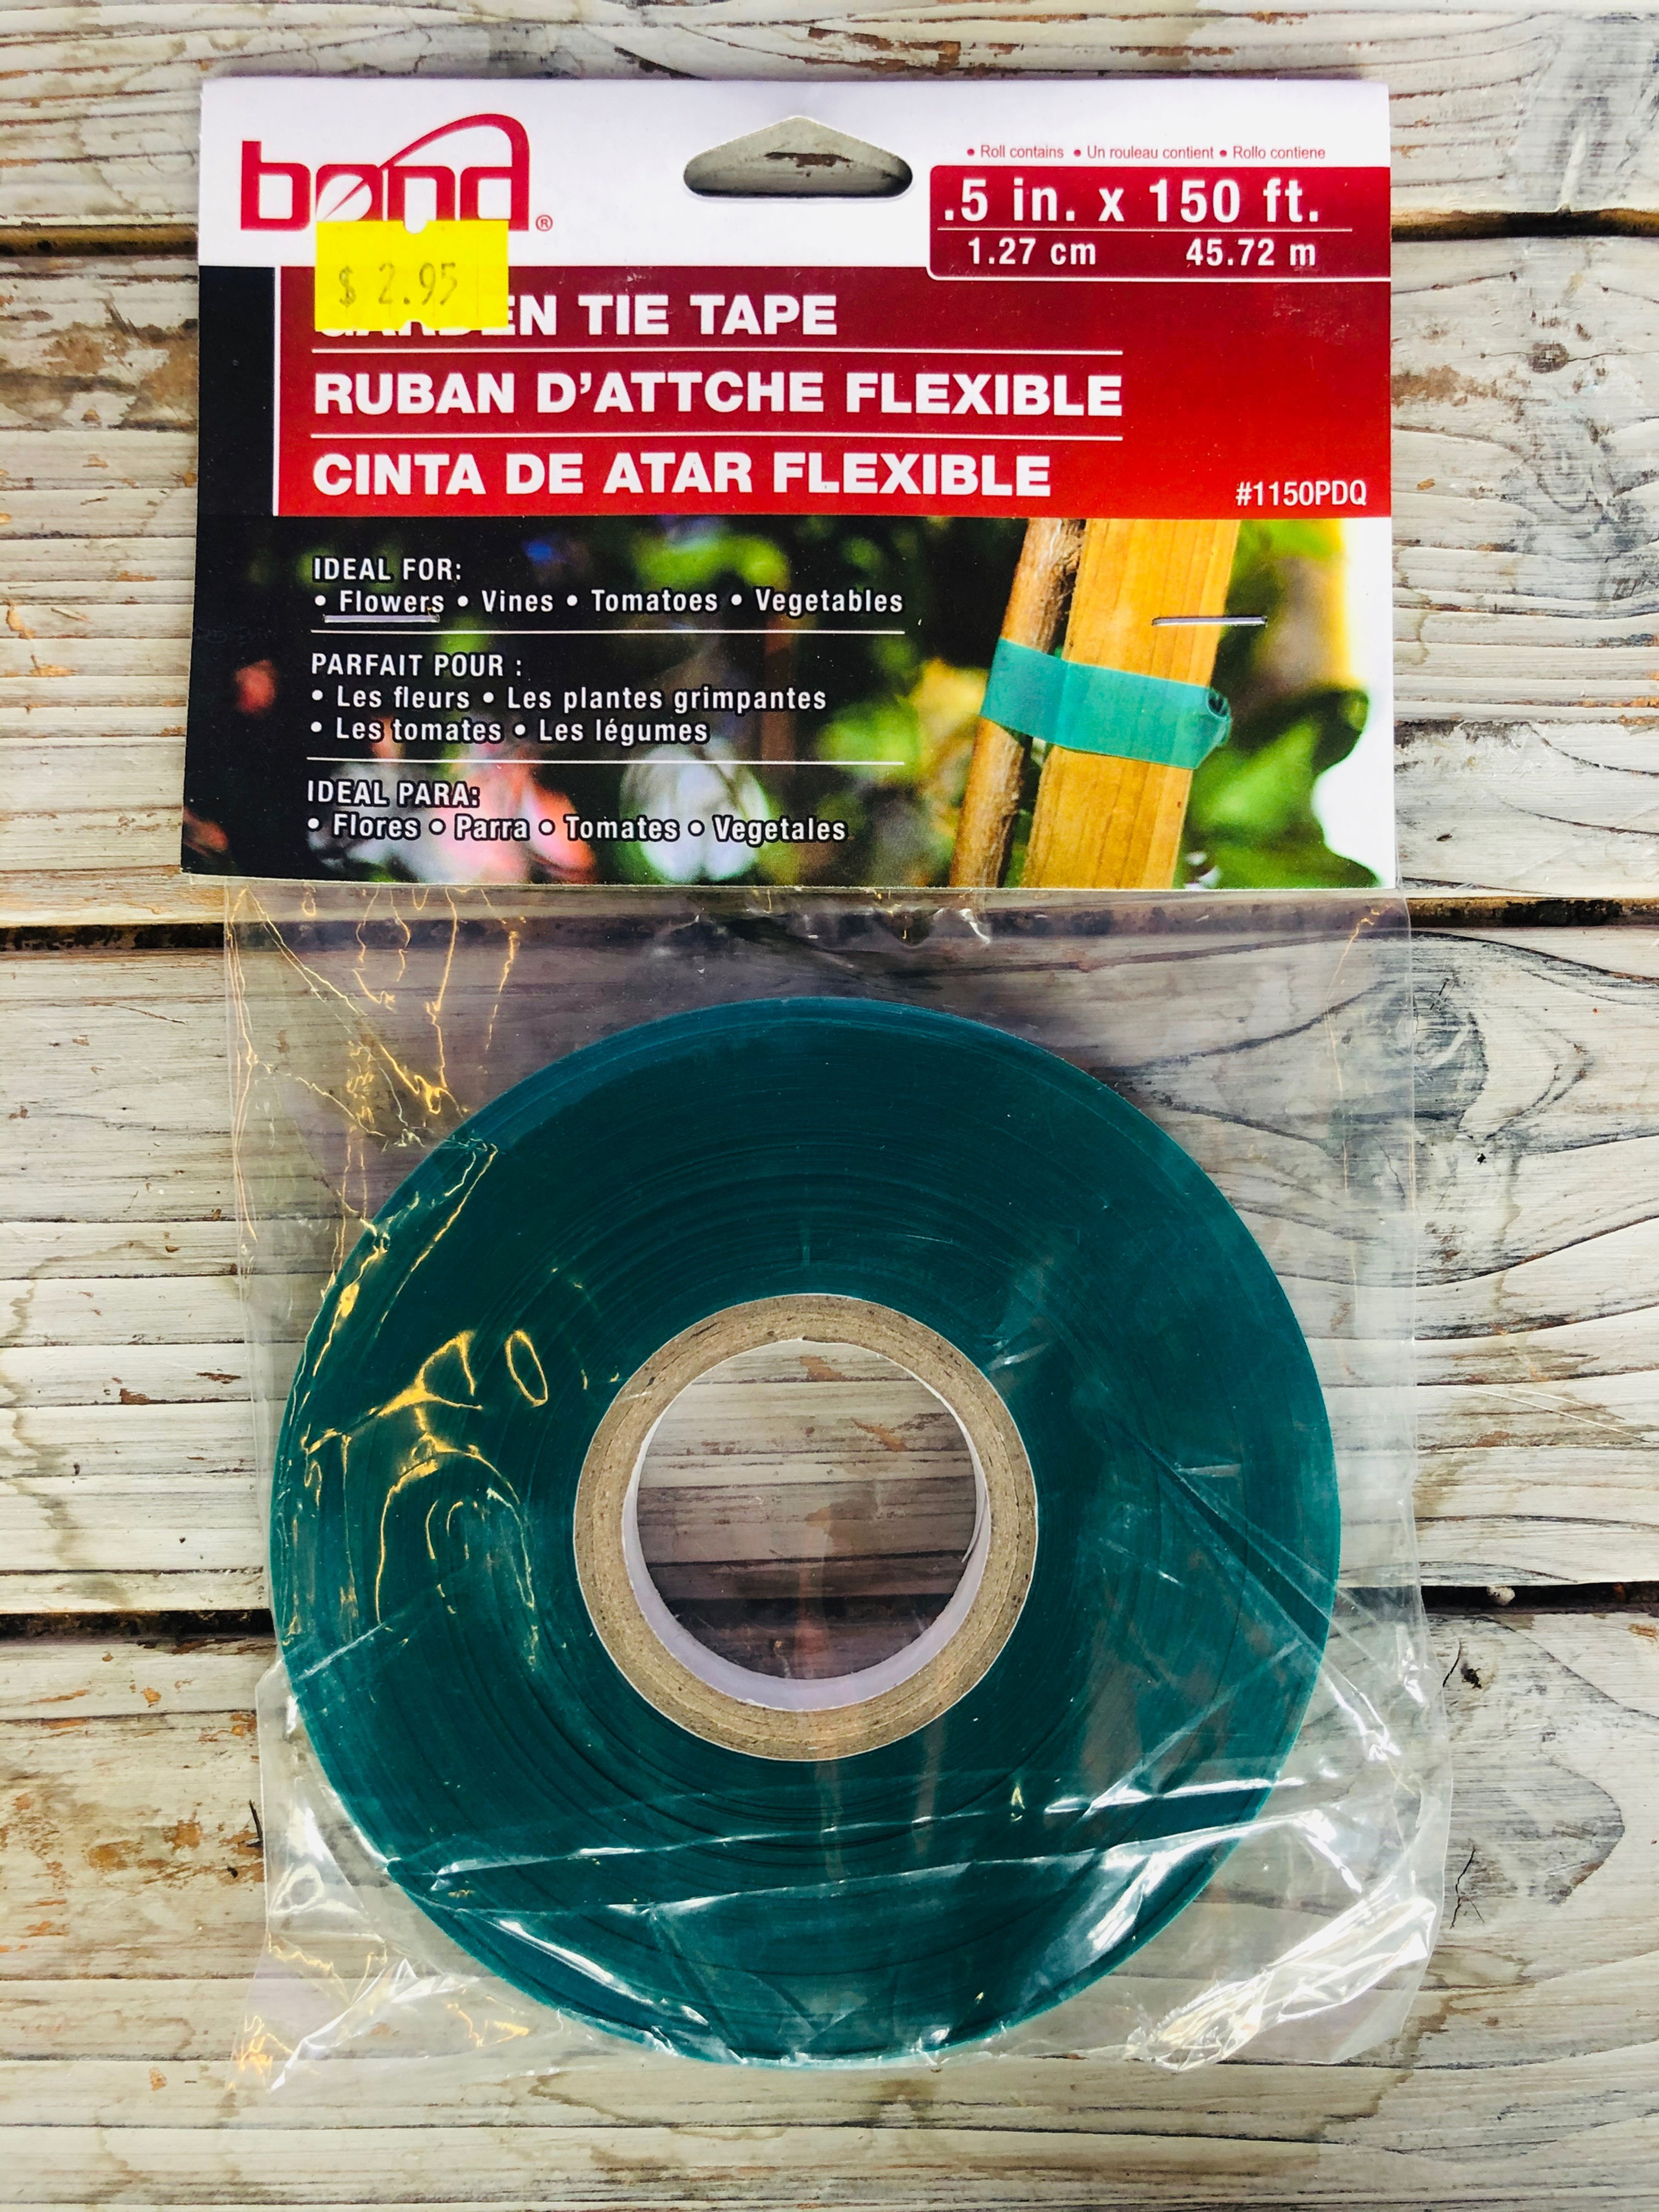 bond®
• Roll contains • Un rouleau contient • Rollo contiene
.5 in. x 150 ft.
1.27 cm 45.72 m
$ 2.95
GARDEN TIE TAPE
RUBAN D'ATTCHE FLEXIBLE
CINTA DE ATAR FLEXIBLE
#1150PDQ
IDEAL FOR:
• Flowers • Vines • Tomatoes • Vegetables
PARFAIT POUR :
• Les fleurs • Les plantes grimpantes
• Les tomates • Les légumes
IDEAL PARA:
• Flores • Parra • Tomates • Vegetales